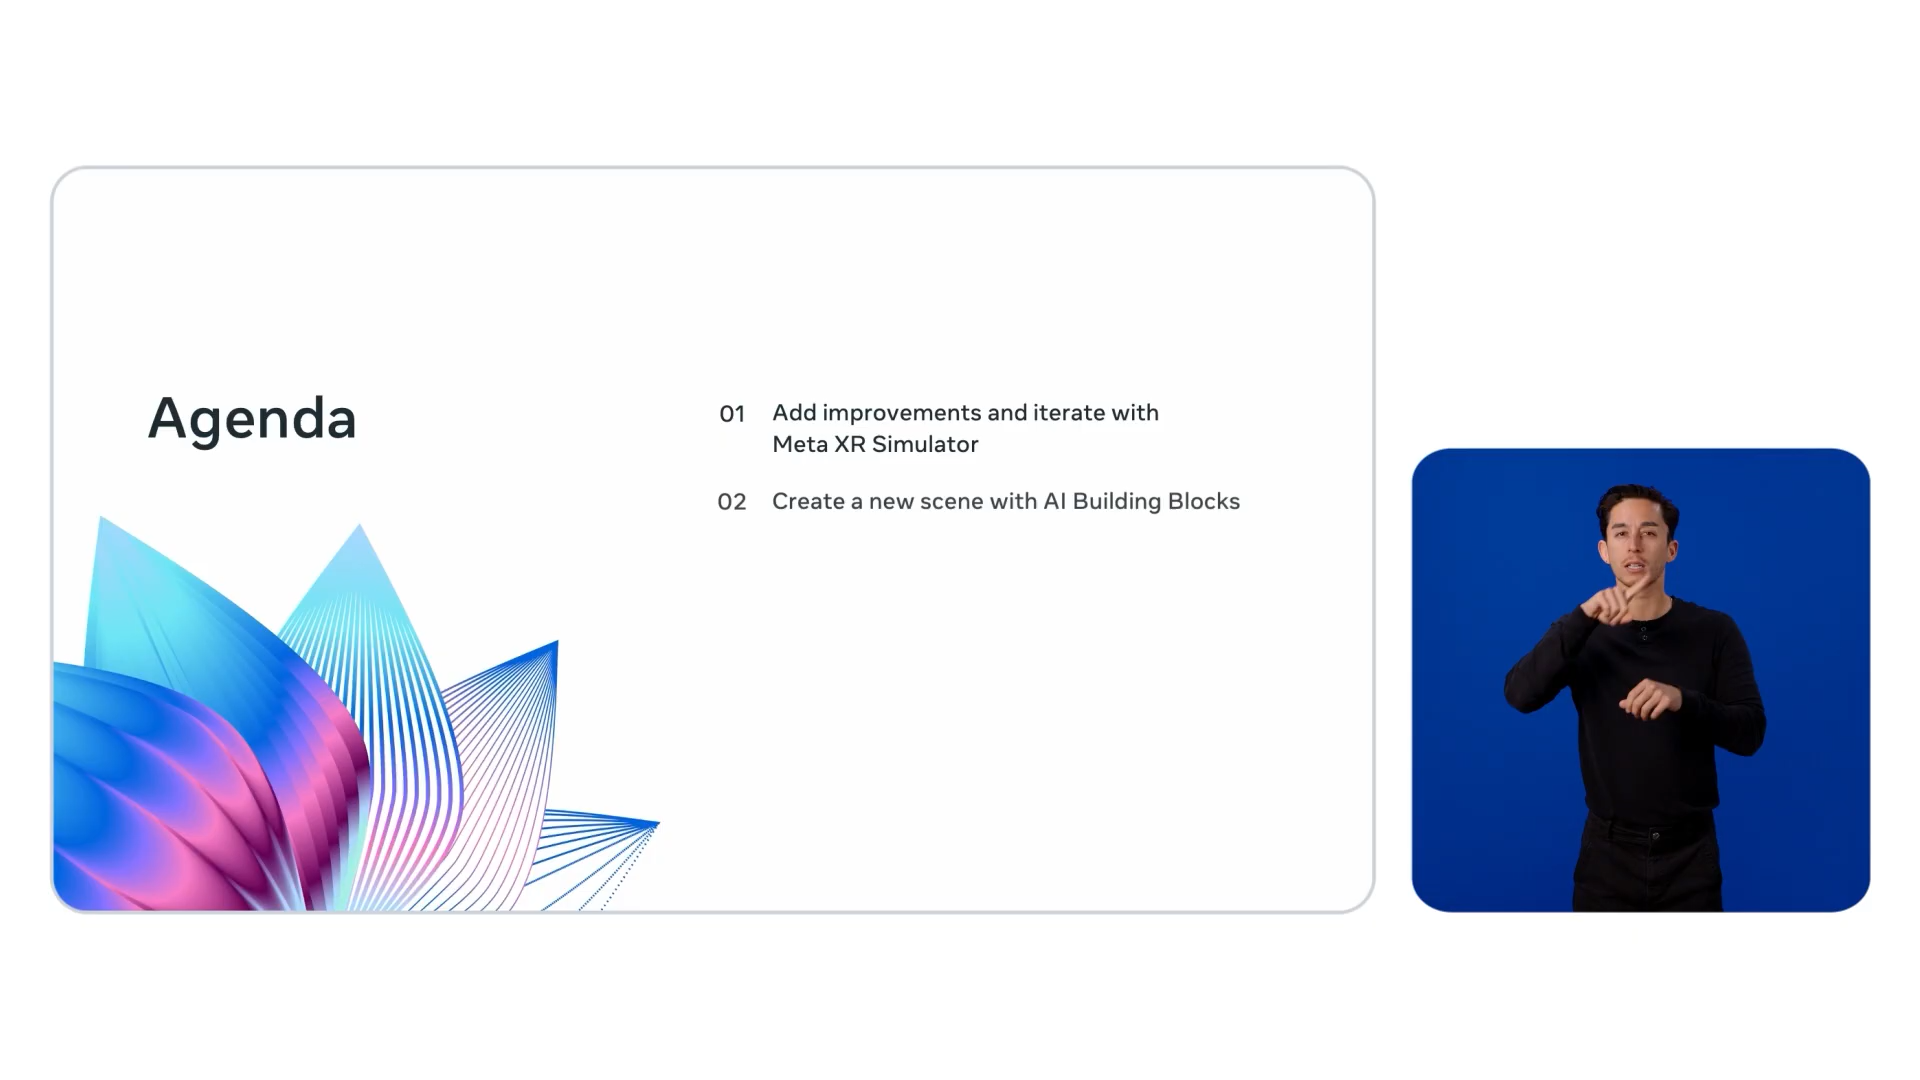 Agenda
01 Add improvements and iterate with
Meta XR Simulator
02 Create a new scene with AI Building Blocks